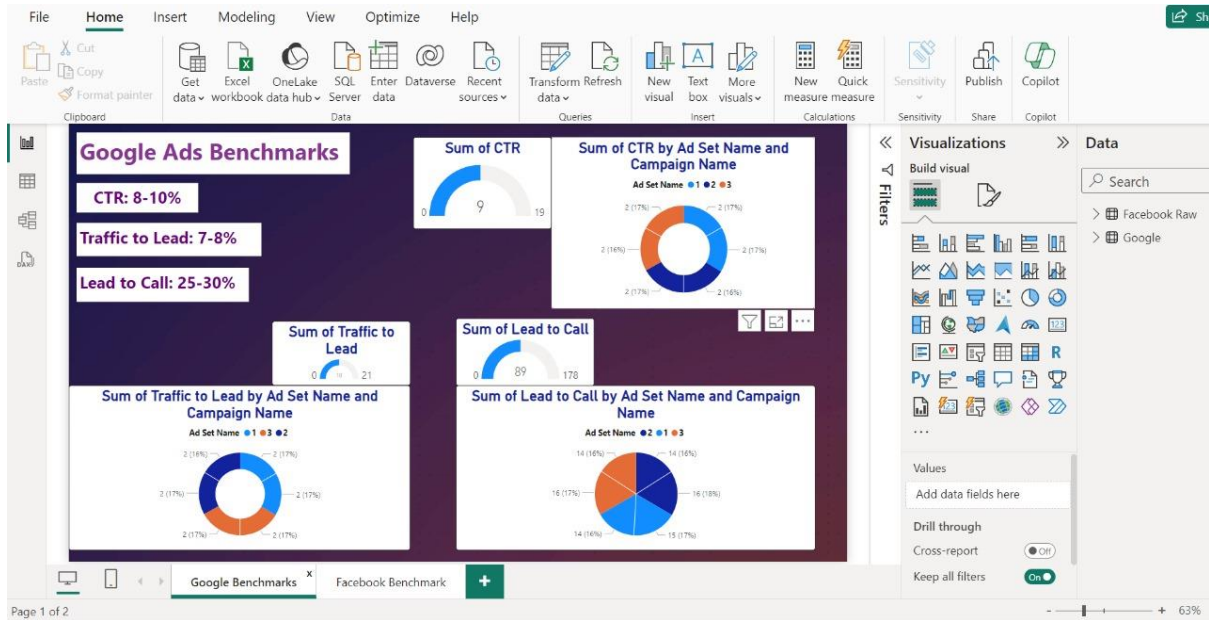 File Home Insert Modeling View Optimize Help
Sh
Paste
Cut
Copy
Format painter
Get data
Excel workbook
OneLake data hub
SQL Server
Enter data
Dataverse
Recent sources
Transform data
Refresh
New visual
Text box
More visuals
New measure
Quick measure
Sensitivity
Publish
Copilot
Clipboard Data Queries Insert Calculations Sensitivity Share Copilot
Google Ads Benchmarks
CTR: 8-10%
Traffic to Lead: 7-8%
Lead to Call: 25-30%
Sum of CTR
0 9 19
Sum of CTR by Ad Set Name and
Campaign Name
Ad Set Name 1 2 3
2 (17%) 2 (17%)
2 (16%) 2 (17%)
2 (17%) 2 (16%)
Sum of Traffic to
Lead
0 10 21
Sum of Lead to Call
0 89 178
Sum of Traffic to Lead by Ad Set Name and
Campaign Name
Ad Set Name 1 3 2
2 (16%) 2 (17%)
2 (17%) 2 (17%)
2 (17%) 2 (17%)
Sum of Lead to Call by Ad Set Name and Campaign
Name
Ad Set Name 2 1 3
14 (16%) 14 (16%)
16 (17%) 16 (18%)
14 (16%) 15 (17%)
Filters
Visualizations
Build visual
123
R
Py
Values
Add data fields here
Drill through
Cross-report Off
Keep all filters On
Data
Search
Facebook Raw
Google
DAX
Google Benchmarks x Facebook Benchmark +
Page 1 of 2
- + 63%